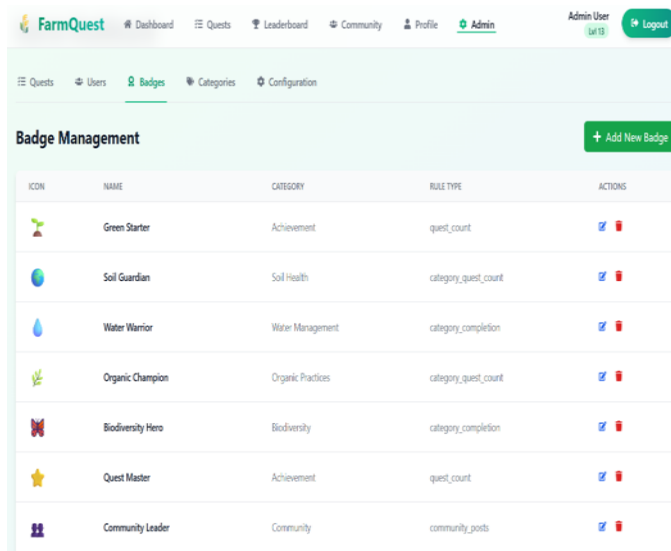 FarmQuest Dashboard Quests Leaderboard Community Profile Admin Admin User Lvl 13 Logout
Quests Users Badges Categories Configuration
Badge Management + Add New Badge
ICON NAME CATEGORY RULE TYPE ACTIONS
Green Starter Achievement quest_count
Soil Guardian Soil Health category_quest_count
Water Warrior Water Management category_completion
Organic Champion Organic Practices category_quest_count
Biodiversity Hero Biodiversity category_completion
Quest Master Achievement quest_count
Community Leader Community community_posts